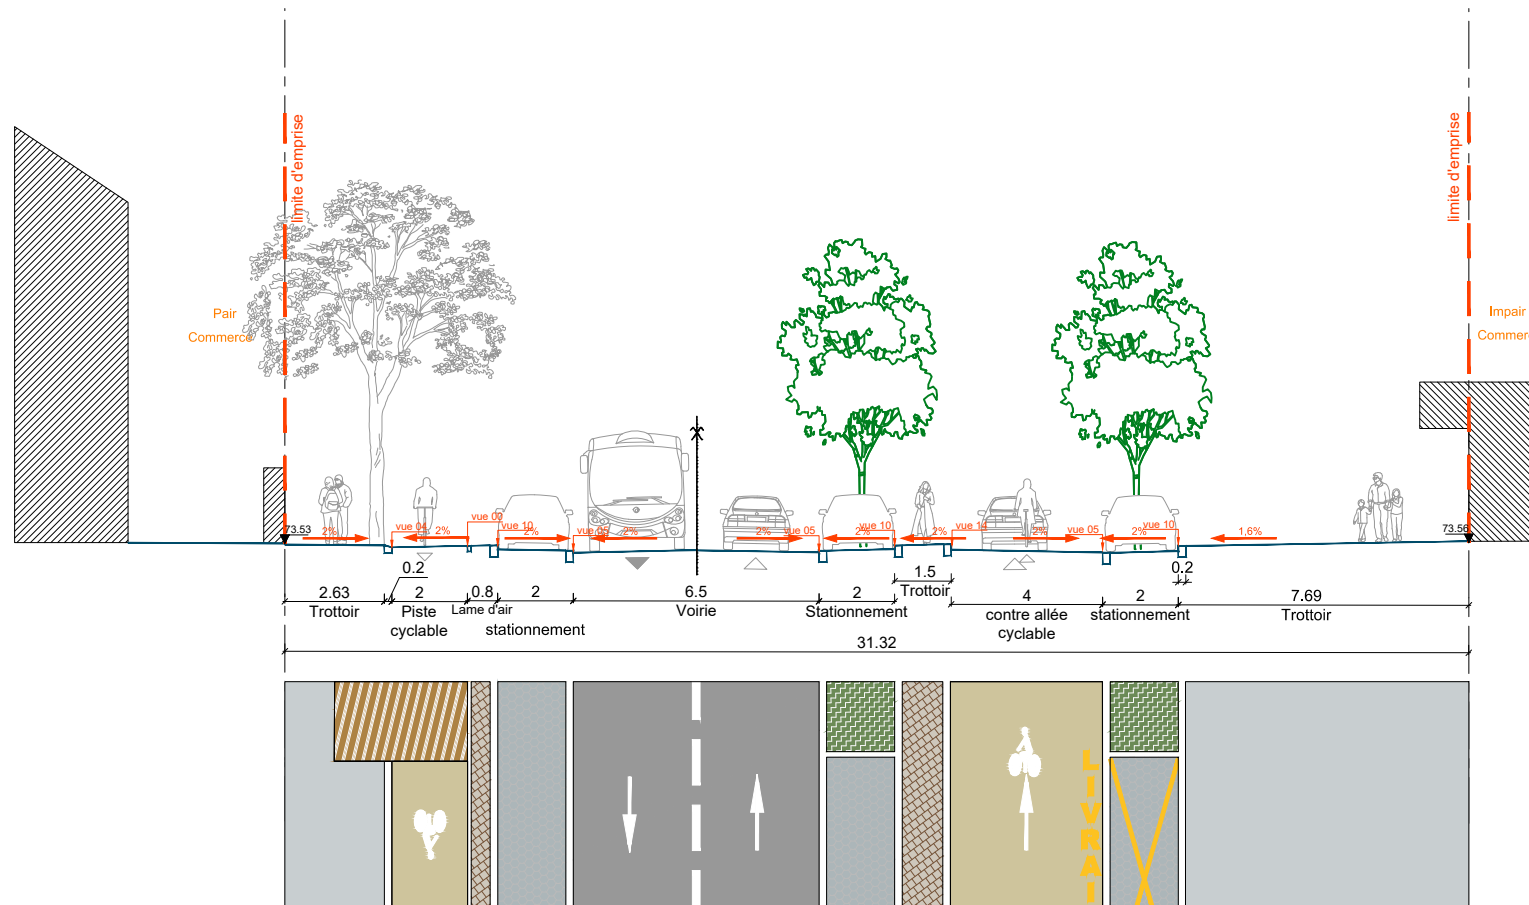 limite d'emprise
limite d'emprise
Pair
Commerce
Impair
Commer
73.53
2%
vue 04
2%
vue 00
vue 10
2%
vue 05
2%
2%
vue 05
2%
vue 10
2%
vue 14
2%
vue 05
2%
vue 10
1,6%
73.56
0.2
0.2
2.63
Trottoir
2
Piste
cyclable
0.8
Lame d'air
2
stationnement
6.5
Voirie
2
Stationnement
1.5
Trottoir
4
contre allée
cyclable
2
stationnement
7.69
Trottoir
31.32
LIVRAI